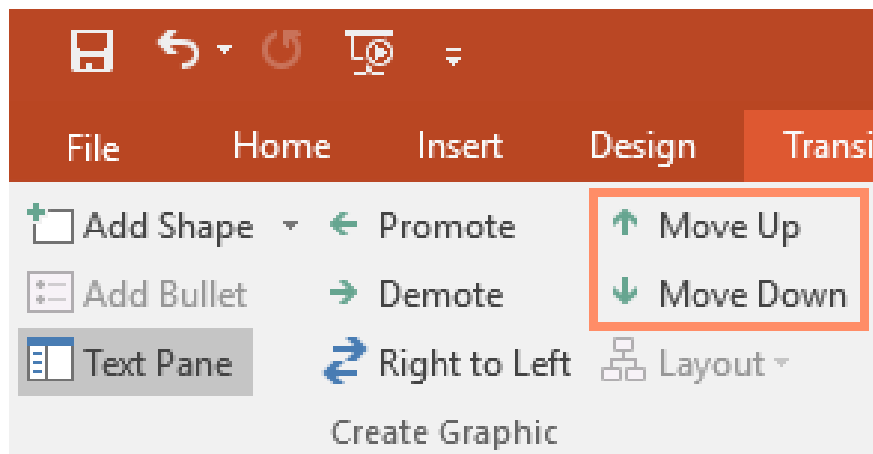 File Home Insert Design Transi
Add Shape Promote Move Up
Add Bullet Demote Move Down
Text Pane Right to Left Layout
Create Graphic